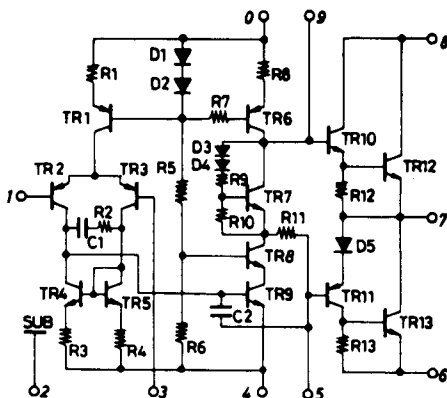 0 9
8
D1
R1 R8
D2
R7
TR1 TR6
TR10
D3
TR12
D4
TR2 TR3 R5 R9
TR7 R12
1
R10 R11 7
R2
C1 D5
TR8
TR4 TR5 TR9 TR11
TR13
SUB C2
R3 R4 R6 R13
2 3 4 5 6